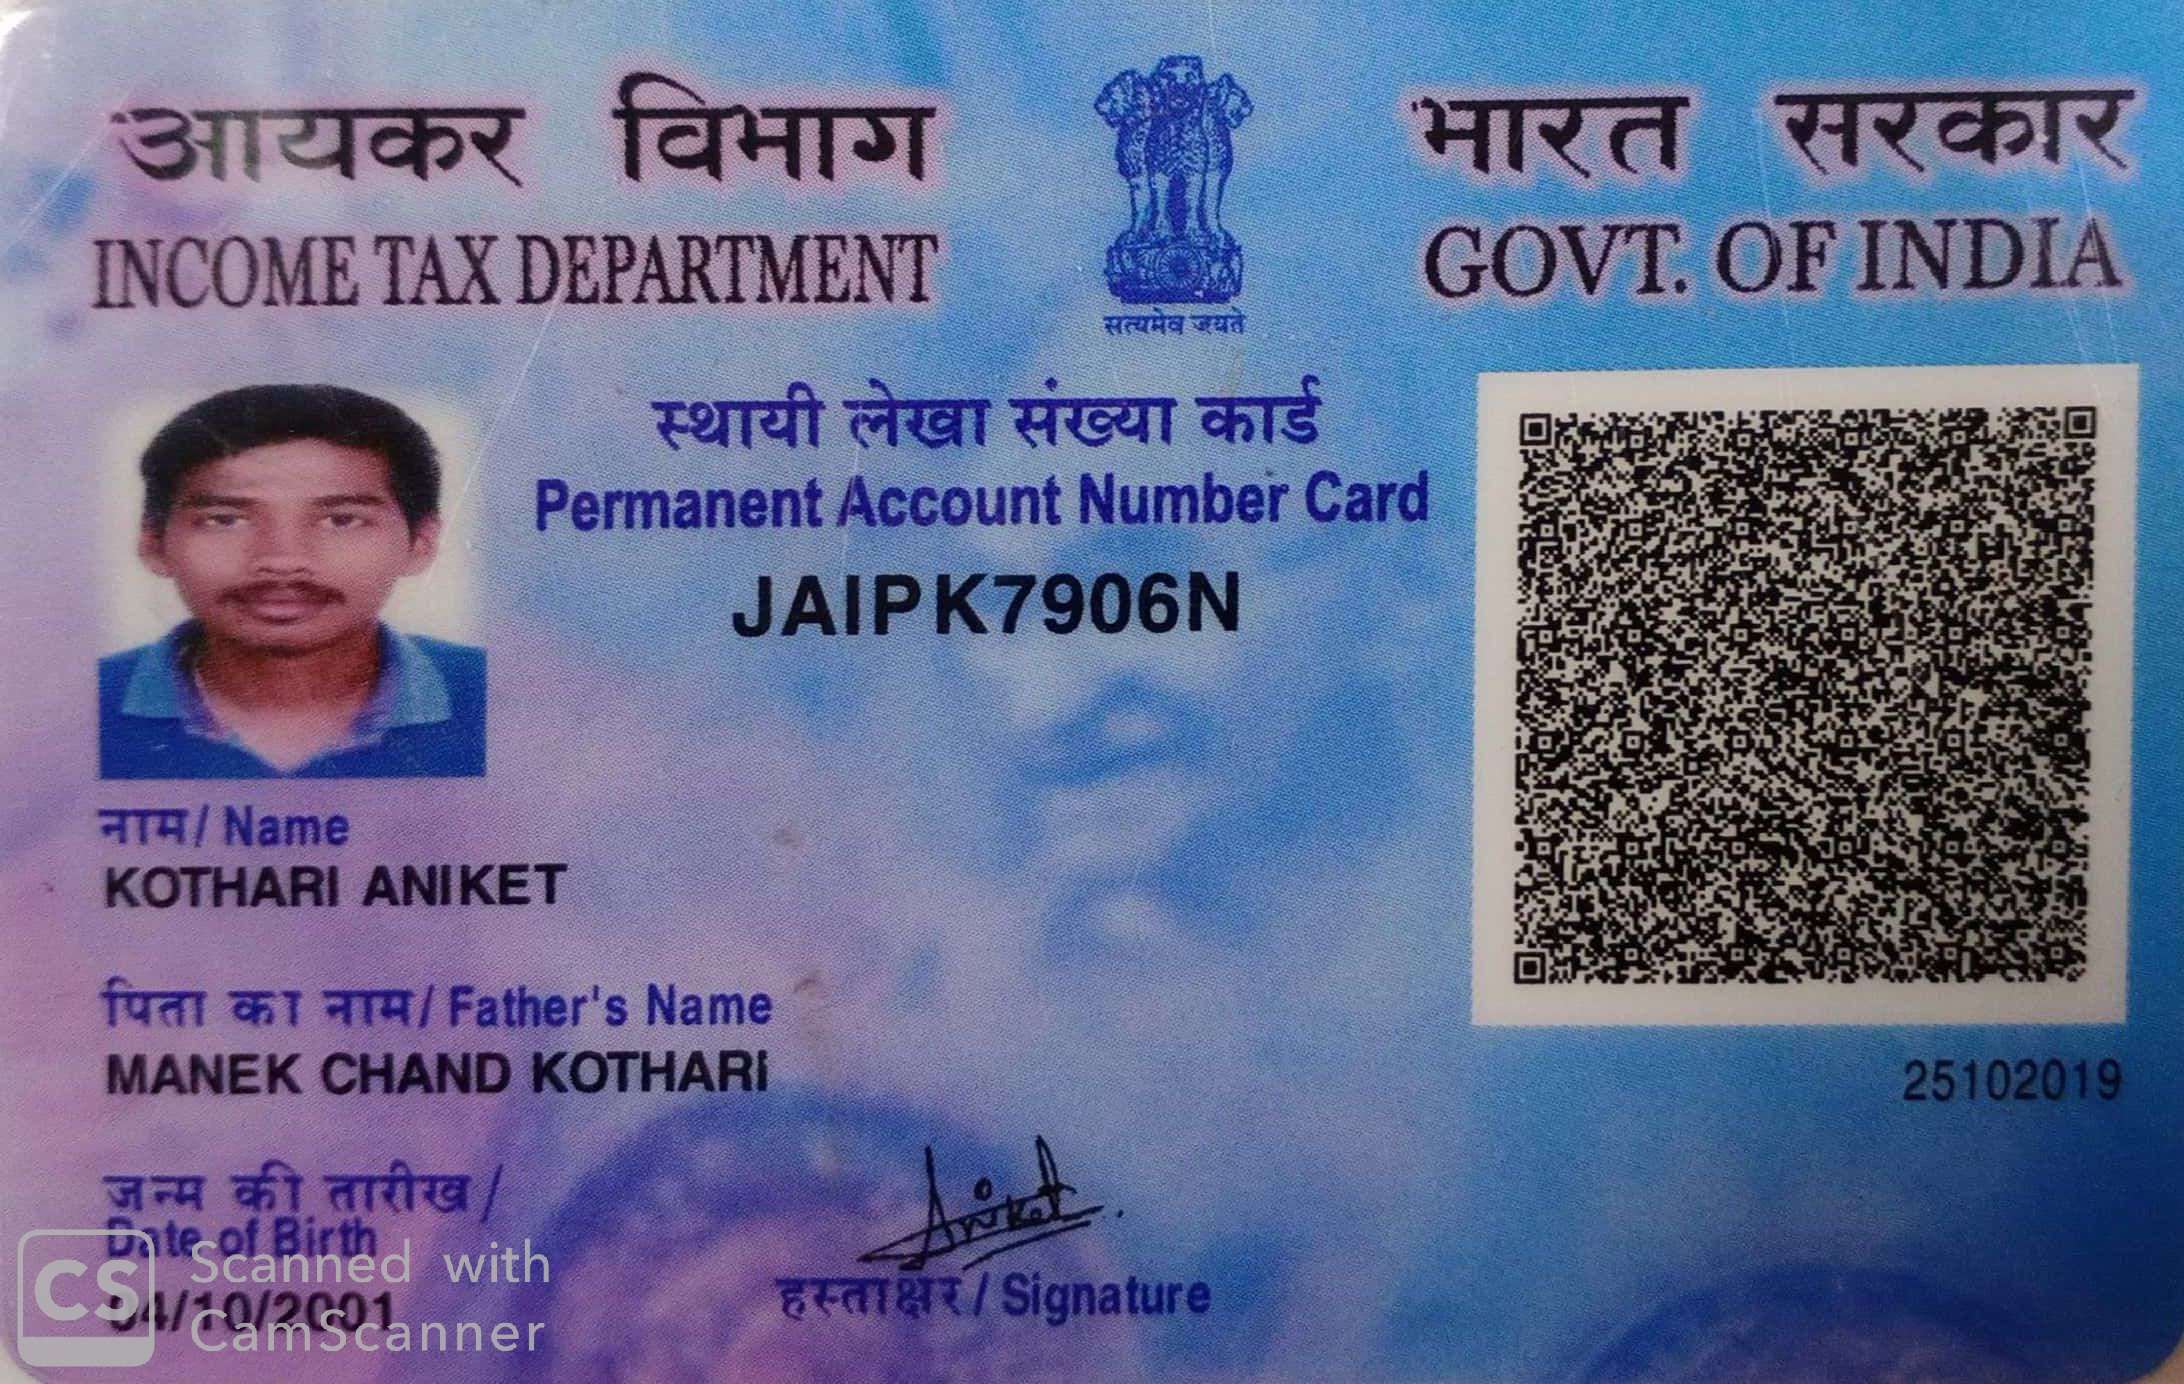 आयकर विभाग
INCOME TAX DEPARTMENT
सत्यमेव जयते
भारत सरकार
GOVT. OF INDIA
स्थायी लेखा संख्या कार्ड
Permanent Account Number Card
JAIPK7906N
नाम/ Name
KOTHARI ANIKET
पिता का नाम/ Father's Name
MANEK CHAND KOTHARI
25102019
जन्म की तारीख/
Date of Birth
04/10/2001
Aniket
हस्ताक्षर/ Signature
CS
Scanned with
CamScanner